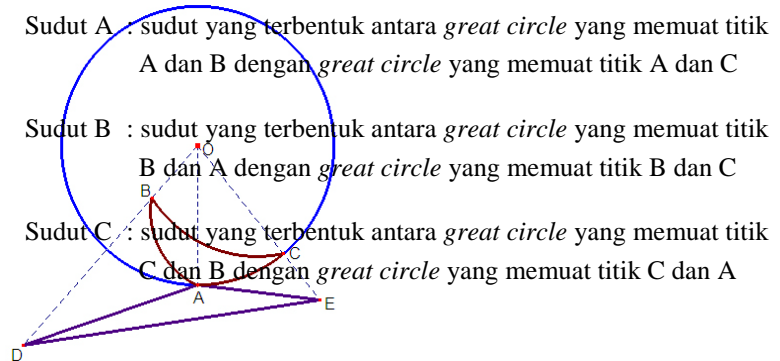 Sudut A : sudut yang terbentuk antara great circle yang memuat titik
A dan B dengan great circle yang memuat titik A dan C
Sudut B : sudut yang terbentuk antara great circle yang memuat titik
O
B dan A dengan great circle yang memuat titik B dan C
B
Sudut C : sudut yang terbentuk antara great circle yang memuat titik
C
C dan B dengan great circle yang memuat titik C dan A
A
E
D